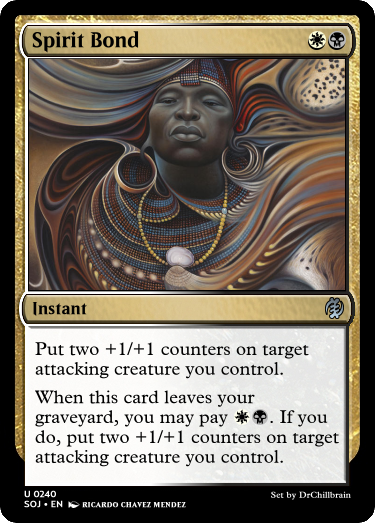 Spirit Bond
Instant
Put two +1/+1 counters on target
attacking creature you control.
When this card leaves your
graveyard, you may pay . If you
do, put two +1/+1 counters on target
attacking creature you control.
U 0240
SOJ • EN RICARDO CHAVEZ MENDEZ
Set by DrChillbrain